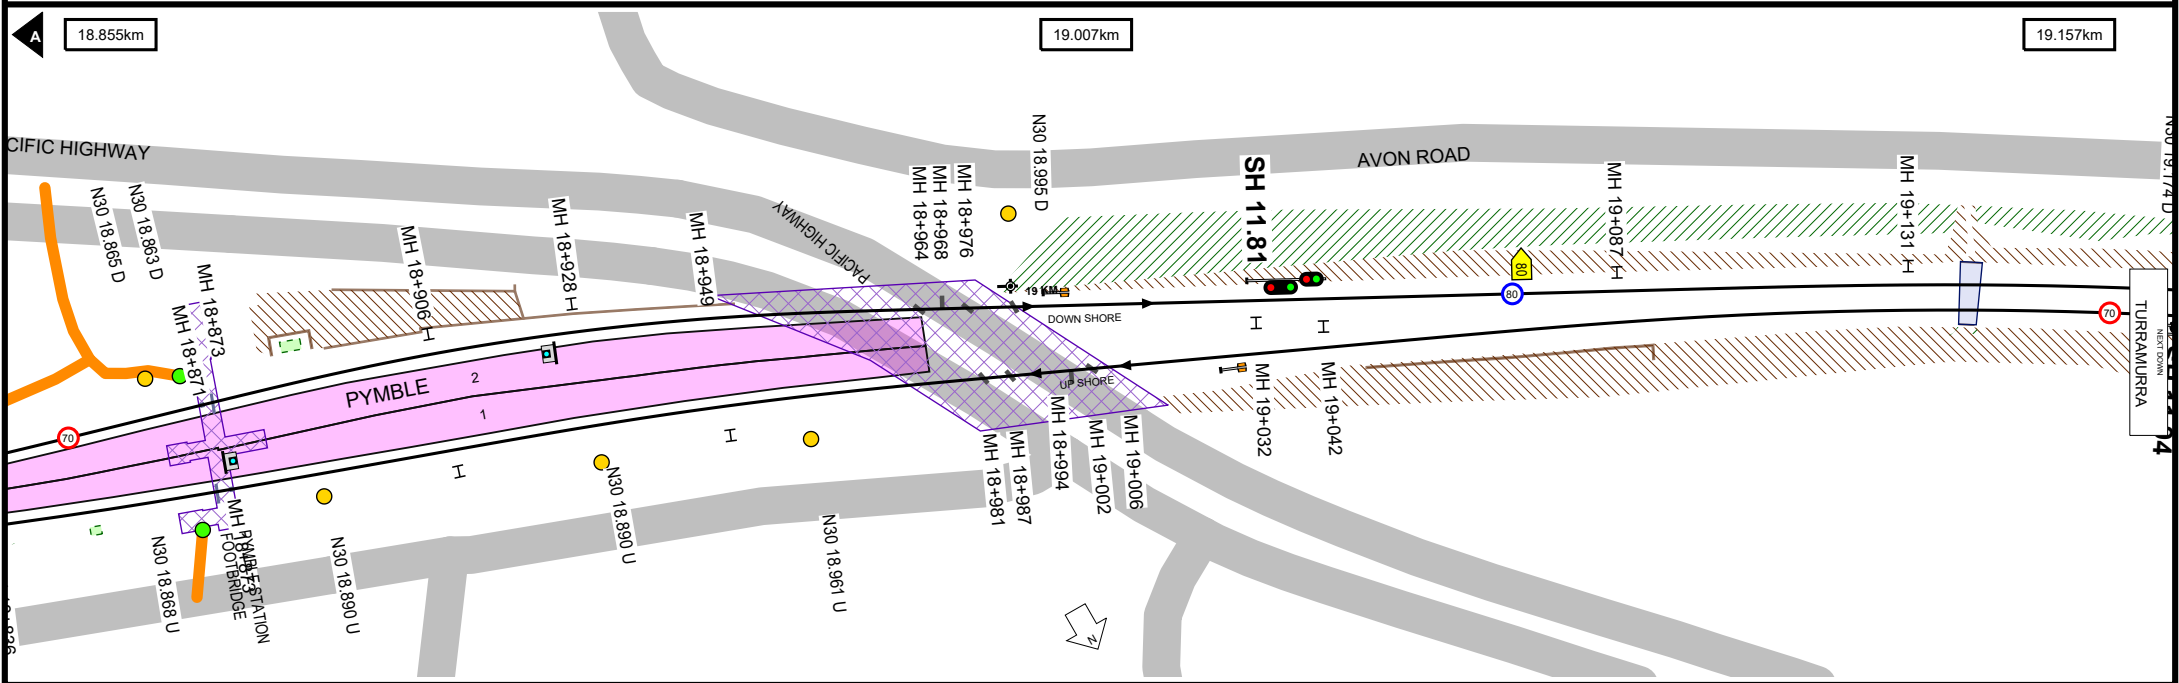 A
18.855km
19.007km
19.157km
CIFIC HIGHWAY
N30 18.865 D
N30 18.863 D
MH 18+873
MH 18+871
MH 18+906 H
MH 18+928 H
MH 18+949
PACIFIC HIGHWAY
MH 18+964
MH 18+968
MH 18+976
N30 18.995 D
19 KM
DOWN SHORE
SH 11.81
AVON ROAD
80
80
MH 19+087 H
MH 19+131 H
N30 19.174 D
70
TURRAMURRA
NEXT DOWN
70
PYMBLE
2
1
H
H
H
H
UP SHORE
MH 18+981
MH 18+987
MH 18+994
MH 19+002
MH 19+006
MH 19+032
MH 19+042
N30 18.868 U
PYMBLE STATION
FOOTBRIDGE
N30 18.890 U
N30 18.890 U
N30 18.961 U
N